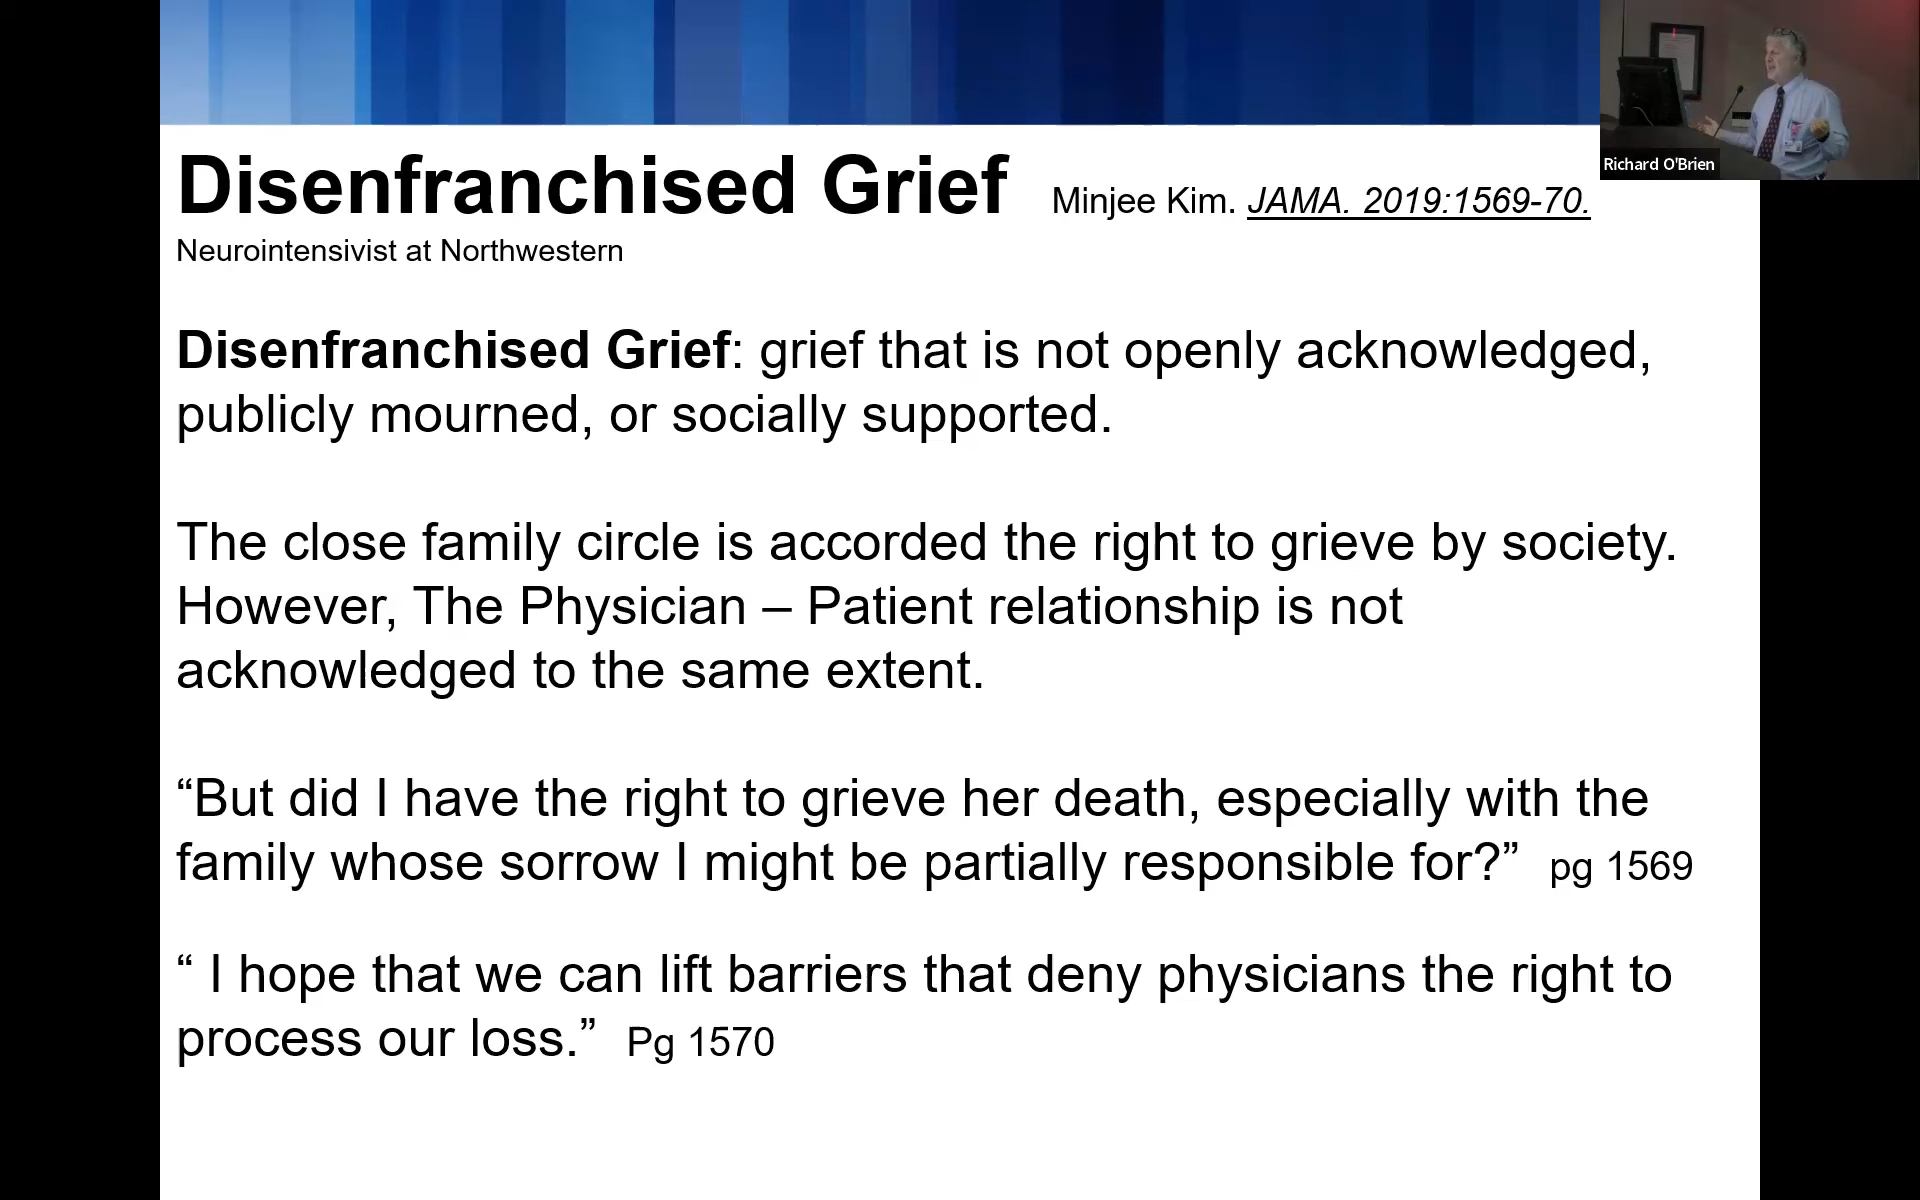 Disenfranchised Grief Minjee Kim. JAMA. 2019:1569-70.
Neurointensivist at Northwestern
Richard O'Brien
Disenfranchised Grief: grief that is not openly acknowledged,
publicly mourned, or socially supported.
The close family circle is accorded the right to grieve by society.
However, The Physician – Patient relationship is not
acknowledged to the same extent.
“But did I have the right to grieve her death, especially with the
family whose sorrow I might be partially responsible for?” pg 1569
“ I hope that we can lift barriers that deny physicians the right to
process our loss.” Pg 1570